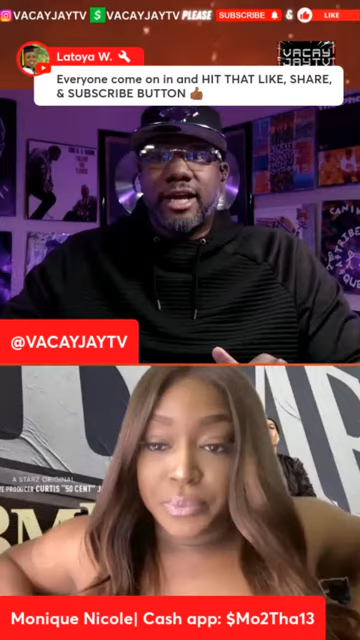 VACAYJAYTV $ VACAYJAYTV PLEASE SUBSCRIBE & LIKE
VACAY
JAYTV
Latoya W.
Everyone come on in and HIT THAT LIKE, SHARE,
& SUBSCRIBE BUTTON 👍🏾
@VACAYJAYTV
A STARZ ORIGINAL
CURTIS "50 CENT" J
Monique Nicole| Cash app: $Mo2Tha13